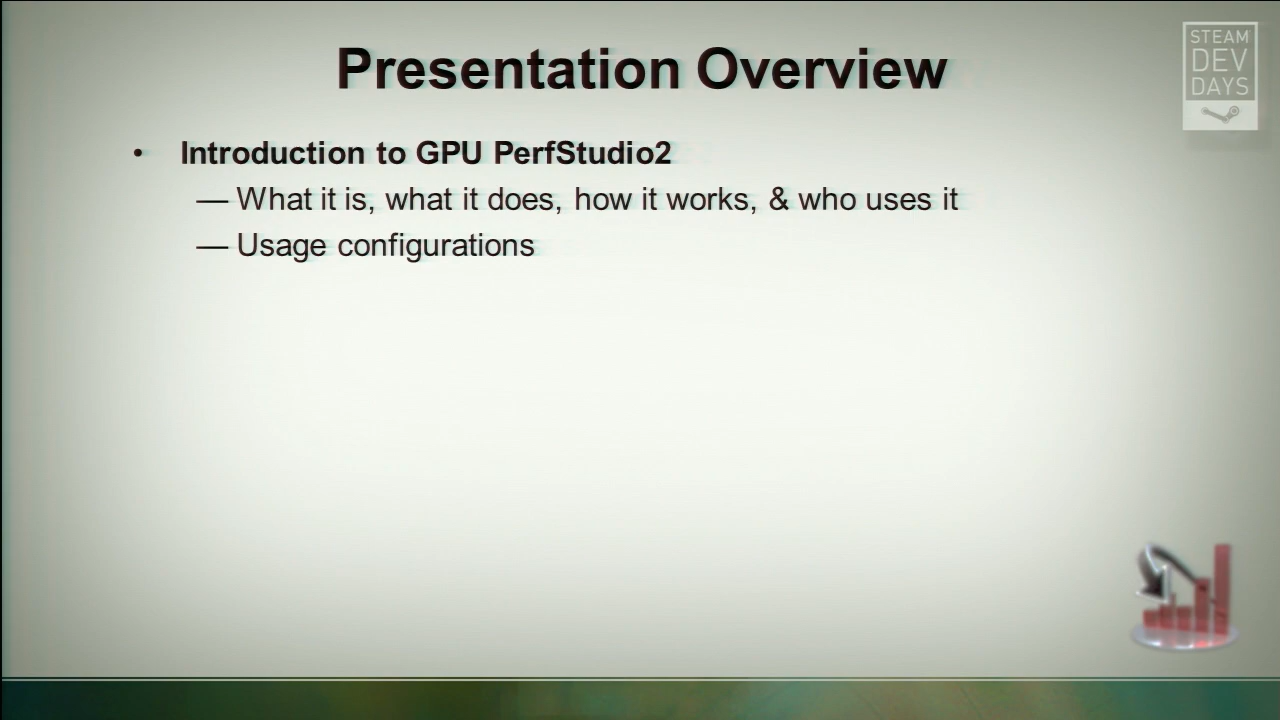 Presentation Overview
STEAM
DEV
DAYS
• Introduction to GPU PerfStudio2
— What it is, what it does, how it works, & who uses it
— Usage configurations